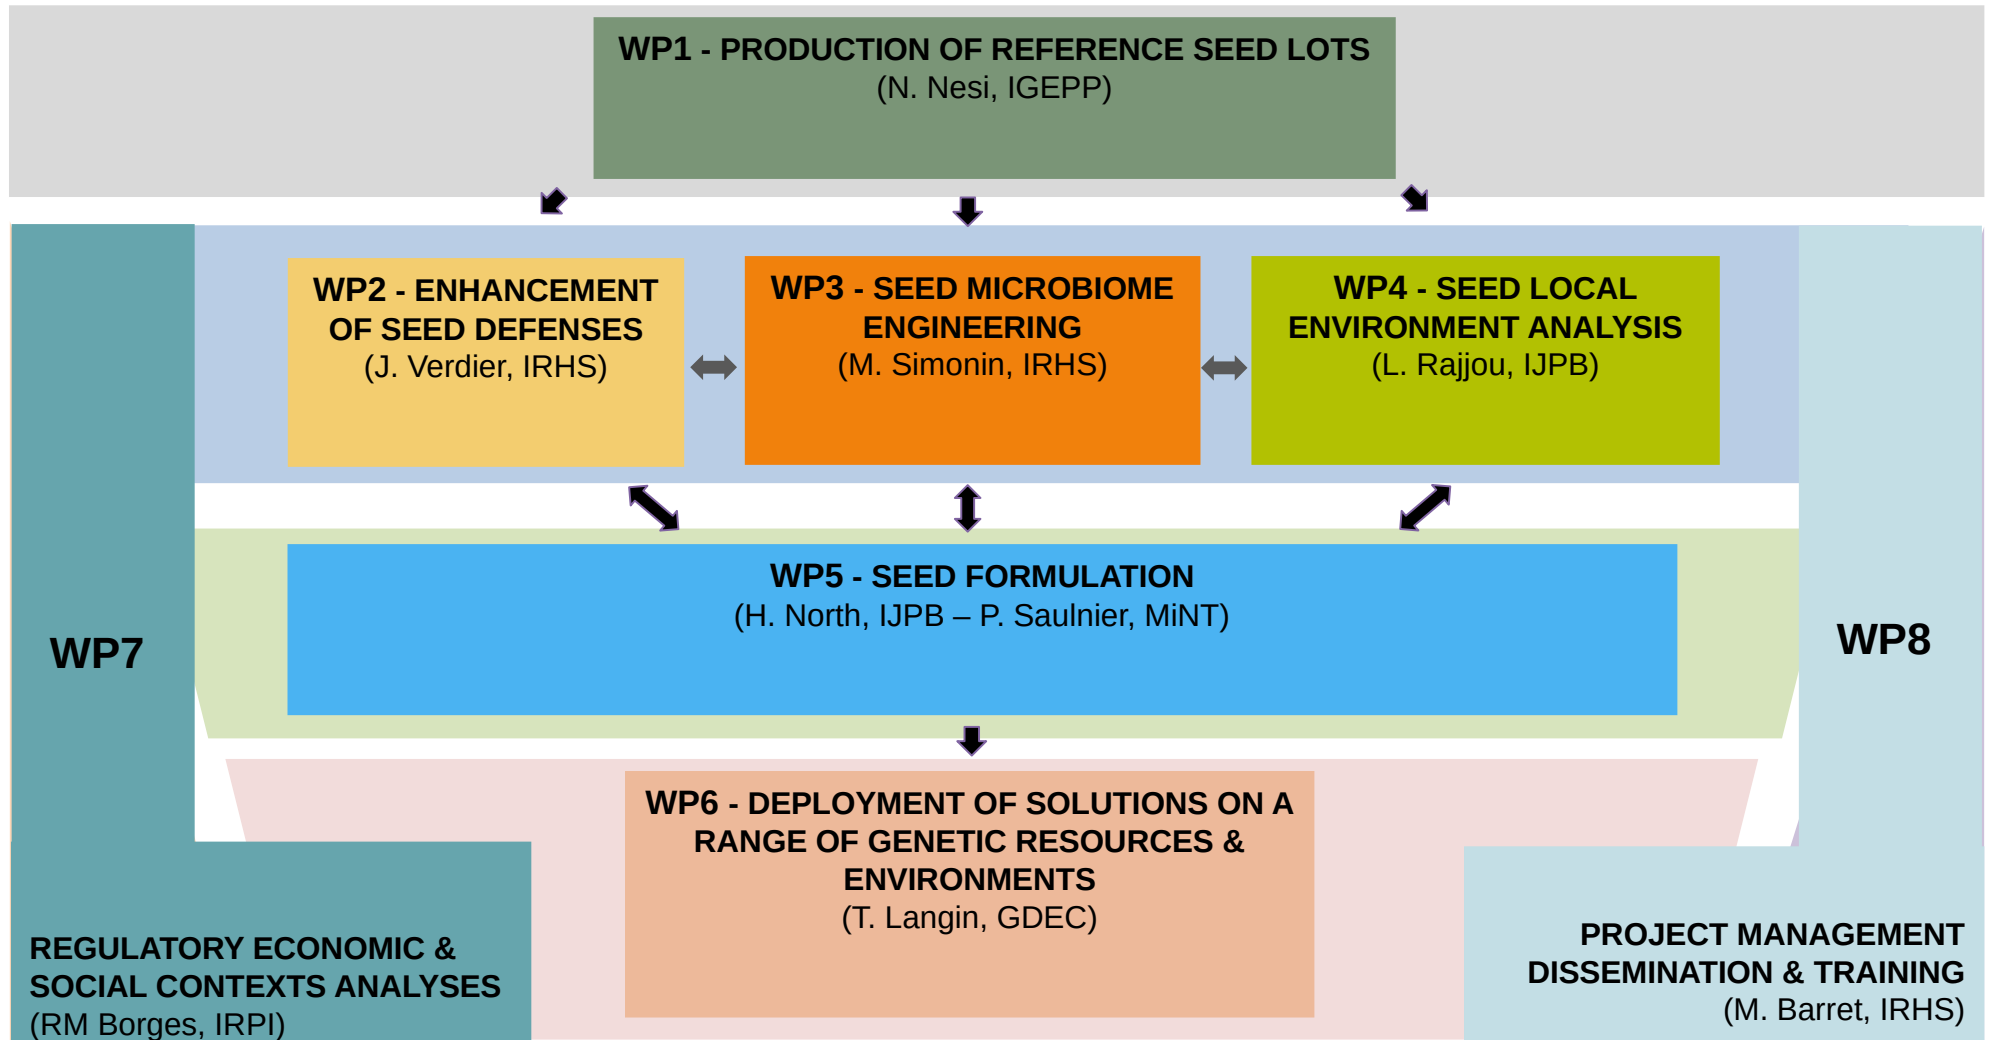 WP1 - PRODUCTION OF REFERENCE SEED LOTS
(N. Nesi, IGEPP)
WP2 - ENHANCEMENT
OF SEED DEFENSES
(J. Verdier, IRHS)
WP3 - SEED MICROBIOME
ENGINEERING
(M. Simonin, IRHS)
WP4 - SEED LOCAL
ENVIRONMENT ANALYSIS
(L. Rajjou, IJPB)
WP5 - SEED FORMULATION
(H. North, IJPB – P. Saulnier, MiNT)
WP7
WP8
WP6 - DEPLOYMENT OF SOLUTIONS ON A
RANGE OF GENETIC RESOURCES &
ENVIRONMENTS
(T. Langin, GDEC)
REGULATORY ECONOMIC &
SOCIAL CONTEXTS ANALYSES
(RM Borges, IRPI)
PROJECT MANAGEMENT
DISSEMINATION & TRAINING
(M. Barret, IRHS)